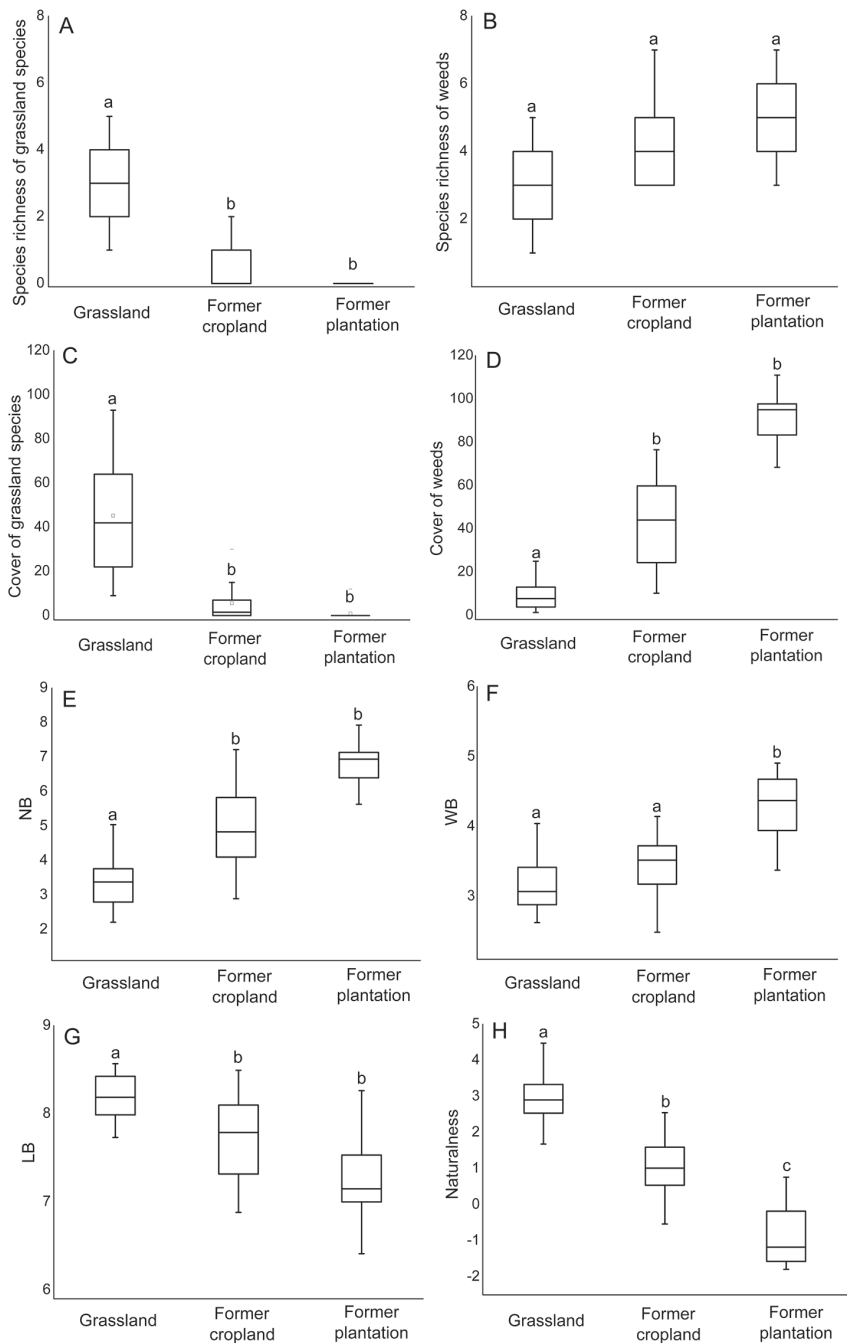 A
Species richness of grassland species
8
6
4
2
0
a
b
b
Grassland
Former
cropland
Former
plantation
B
Species richness of weeds
8
6
4
2
a
a
a
Grassland
Former
cropland
Former
plantation
C
Cover of grassland species
120
100
80
60
40
20
0
a
b
b
Grassland
Former
cropland
Former
plantation
D
Cover of weeds
120
100
80
60
40
20
0
a
b
b
Grassland
Former
cropland
Former
plantation
E
NB
9
8
7
6
5
4
3
2
a
b
b
Grassland
Former
cropland
Former
plantation
F
WB
6
5
4
3
a
a
b
Grassland
Former
cropland
Former
plantation
G
LB
9
8
7
6
a
b
b
Grassland
Former
cropland
Former
plantation
H
Naturalness
5
4
3
2
1
0
-1
-2
a
b
c
Grassland
Former
cropland
Former
plantation